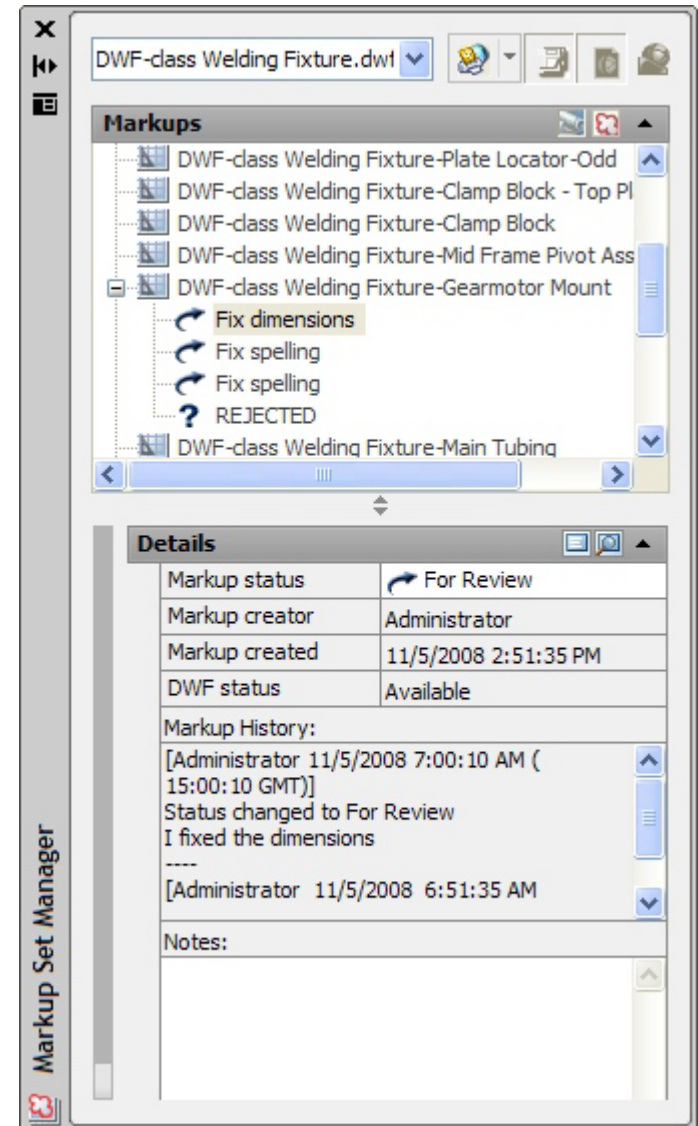 DWF-class Welding Fixture.dwf
Markups
DWF-class Welding Fixture-Plate Locator-Odd
DWF-class Welding Fixture-Clamp Block - Top Pl
DWF-class Welding Fixture-Clamp Block
DWF-class Welding Fixture-Mid Frame Pivot Ass
DWF-class Welding Fixture-Gearmotor Mount
Fix dimensions
Fix spelling
Fix spelling
? REJECTED
DWF-class Welding Fixture-Main Tubing
Details
Markup status For Review
Markup creator Administrator
Markup created 11/5/2008 2:51:35 PM
DWF status Available
Markup History:
[Administrator 11/5/2008 7:00:10 AM (
15:00:10 GMT)]
Status changed to For Review
I fixed the dimensions
----
[Administrator 11/5/2008 6:51:35 AM
Notes:
Markup Set Manager